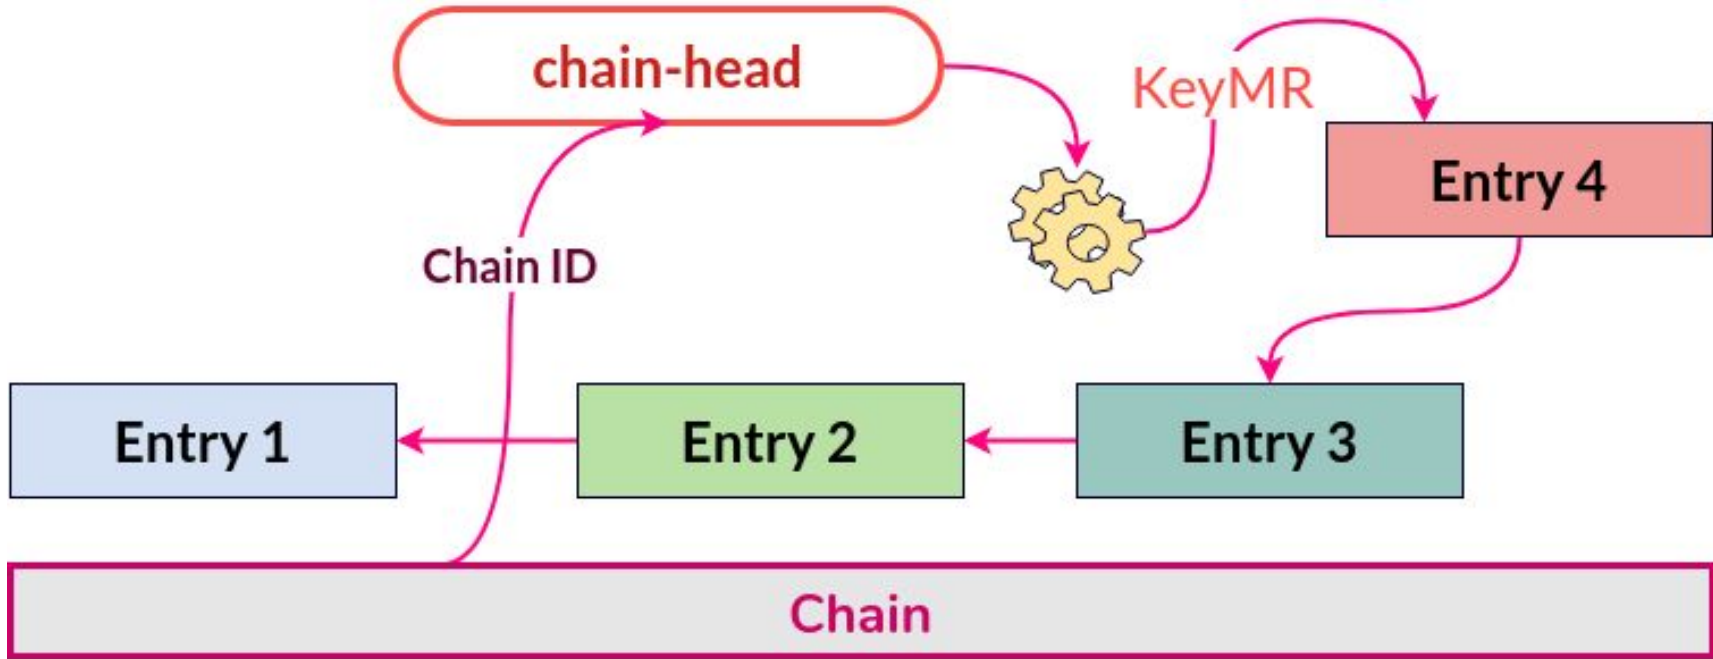 chain-head
KeyMR
Entry 4
Chain ID
Entry 1
Entry 2
Entry 3
Chain